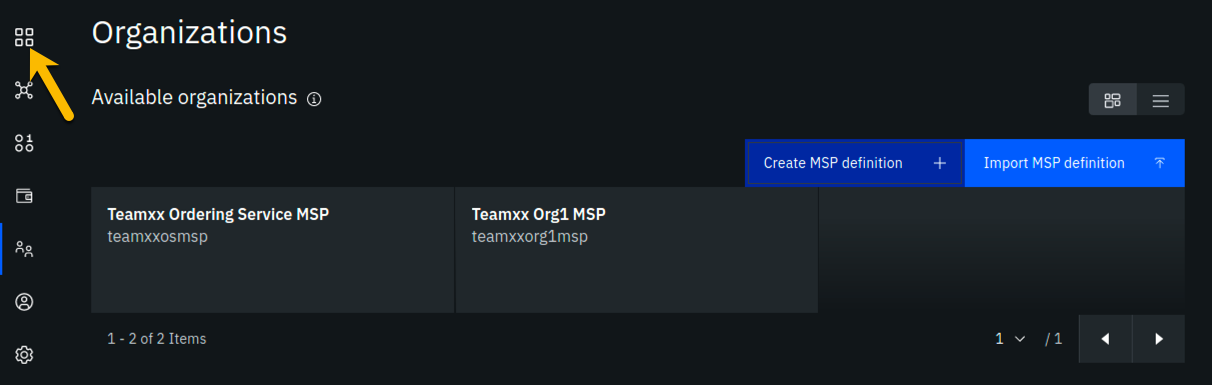 Organizations
Available organizations
Create MSP definition
Import MSP definition
Teamxx Ordering Service MSP
teamxxosmsp
Teamxx Org1 MSP
teamxxorg1msp
1 - 2 of 2 Items
1
/ 1